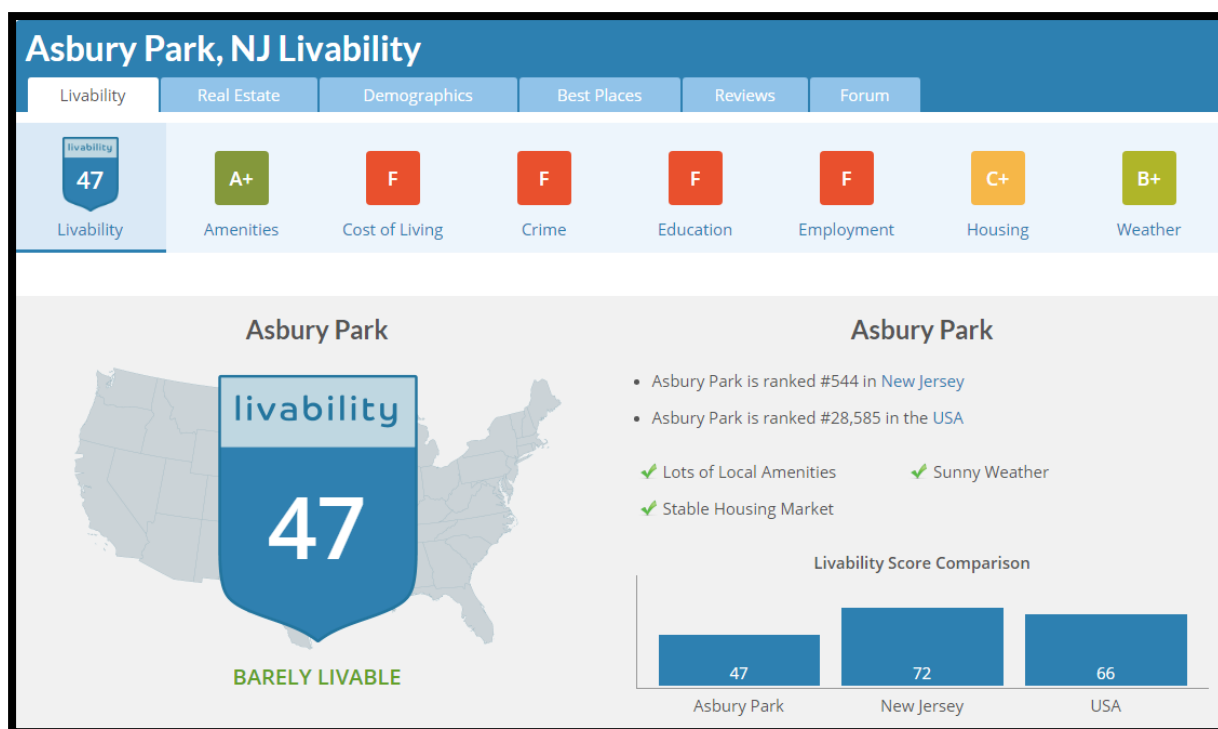 Asbury Park, NJ Livability
Livability Real Estate Demographics Best Places Reviews Forum
livability
47 A+ F F F F C+ B+
Livability Amenities Cost of Living Crime Education Employment Housing Weather
Asbury Park
livability
47
BARELY LIVABLE
Asbury Park
• Asbury Park is ranked #544 in New Jersey
• Asbury Park is ranked #28,585 in the USA
Lots of Local Amenities Sunny Weather
Stable Housing Market
Livability Score Comparison
47 72 66
Asbury Park New Jersey USA